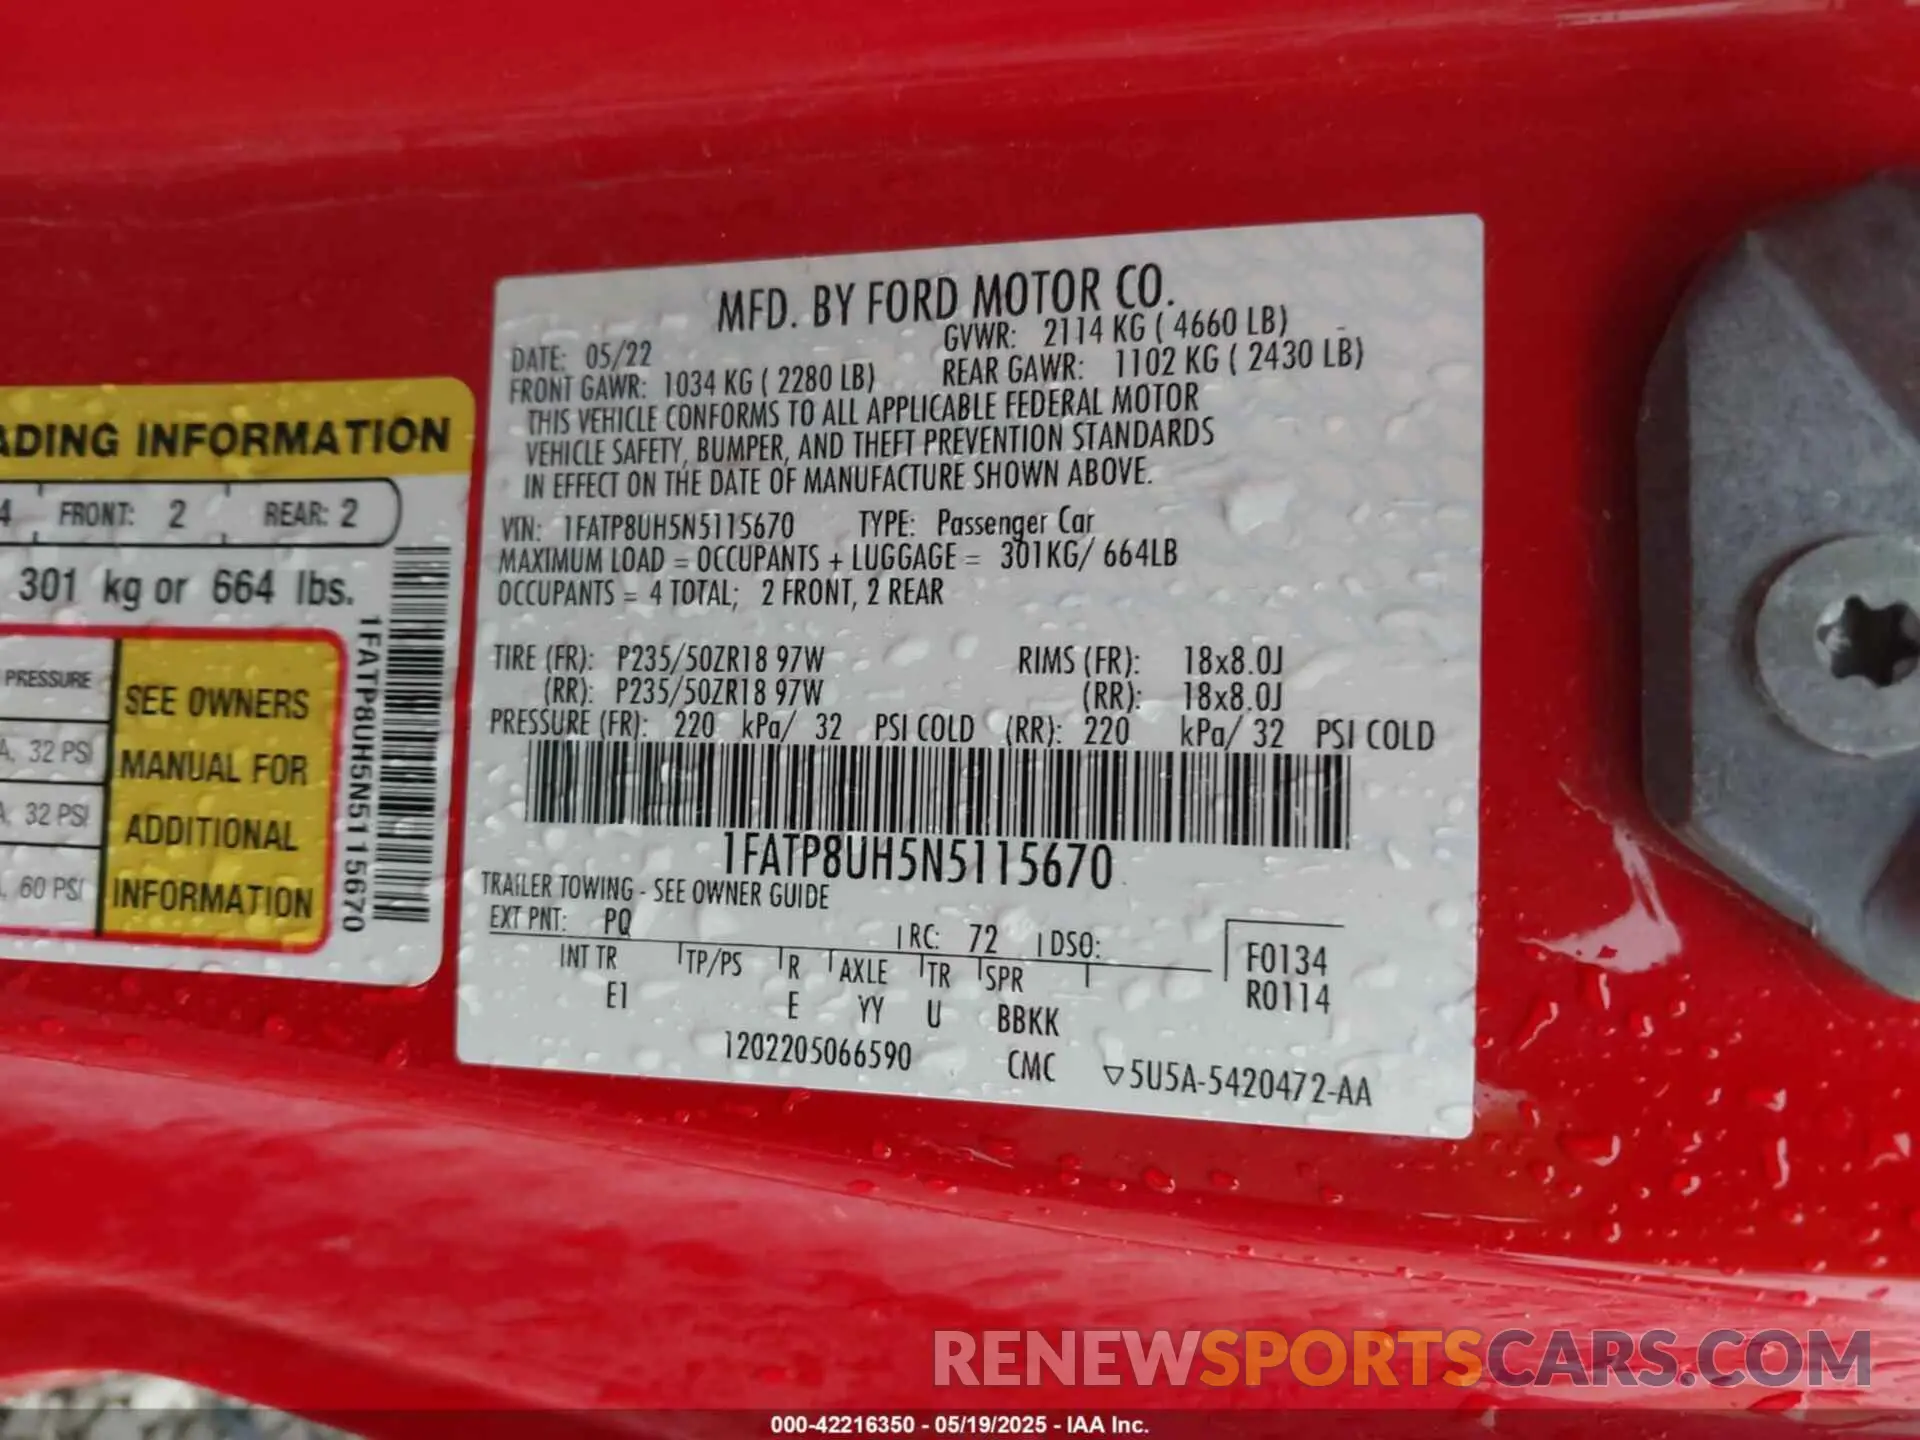 ADING INFORMATION
4 FRONT: 2 REAR: 2
301 kg or 664 lbs.
PRESSURE
32 PSI
32 PSI
60 PSI
SEE OWNERS
MANUAL FOR
ADDITIONAL
INFORMATION
1FATP8UH5N5115670
MFD. BY FORD MOTOR CO.
DATE: 05/22 GVWR: 2114 KG ( 4660 LB)
FRONT GAWR: 1034 KG ( 2280 LB) REAR GAWR: 1102 KG ( 2430 LB)
THIS VEHICLE CONFORMS TO ALL APPLICABLE FEDERAL MOTOR
VEHICLE SAFETY, BUMPER, AND THEFT PREVENTION STANDARDS
IN EFFECT ON THE DATE OF MANUFACTURE SHOWN ABOVE.
VIN: 1FATP8UH5N5115670 TYPE: Passenger Car
MAXIMUM LOAD = OCCUPANTS + LUGGAGE = 301KG/ 664LB
OCCUPANTS = 4 TOTAL; 2 FRONT, 2 REAR
TIRE (FR): P235/50ZR18 97W RIMS (FR): 18x8.0J
(RR): P235/50ZR18 97W (RR): 18x8.0J
PRESSURE (FR): 220 kPa/ 32 PSI COLD (RR): 220 kPa/ 32 PSI COLD
1FATP8UH5N5115670
TRAILER TOWING - SEE OWNER GUIDE
EXT PNT: PQ RC: 72 DSO:
INT TR TP/PS R AXLE TR SPR F0134
E1 E YY U BBKK R0114
1202205066590 CMC ▽5U5A-5420472-AA
RENEWSPORTSCARS.COM
000-42216350 - 05/19/2025 - IAA Inc.